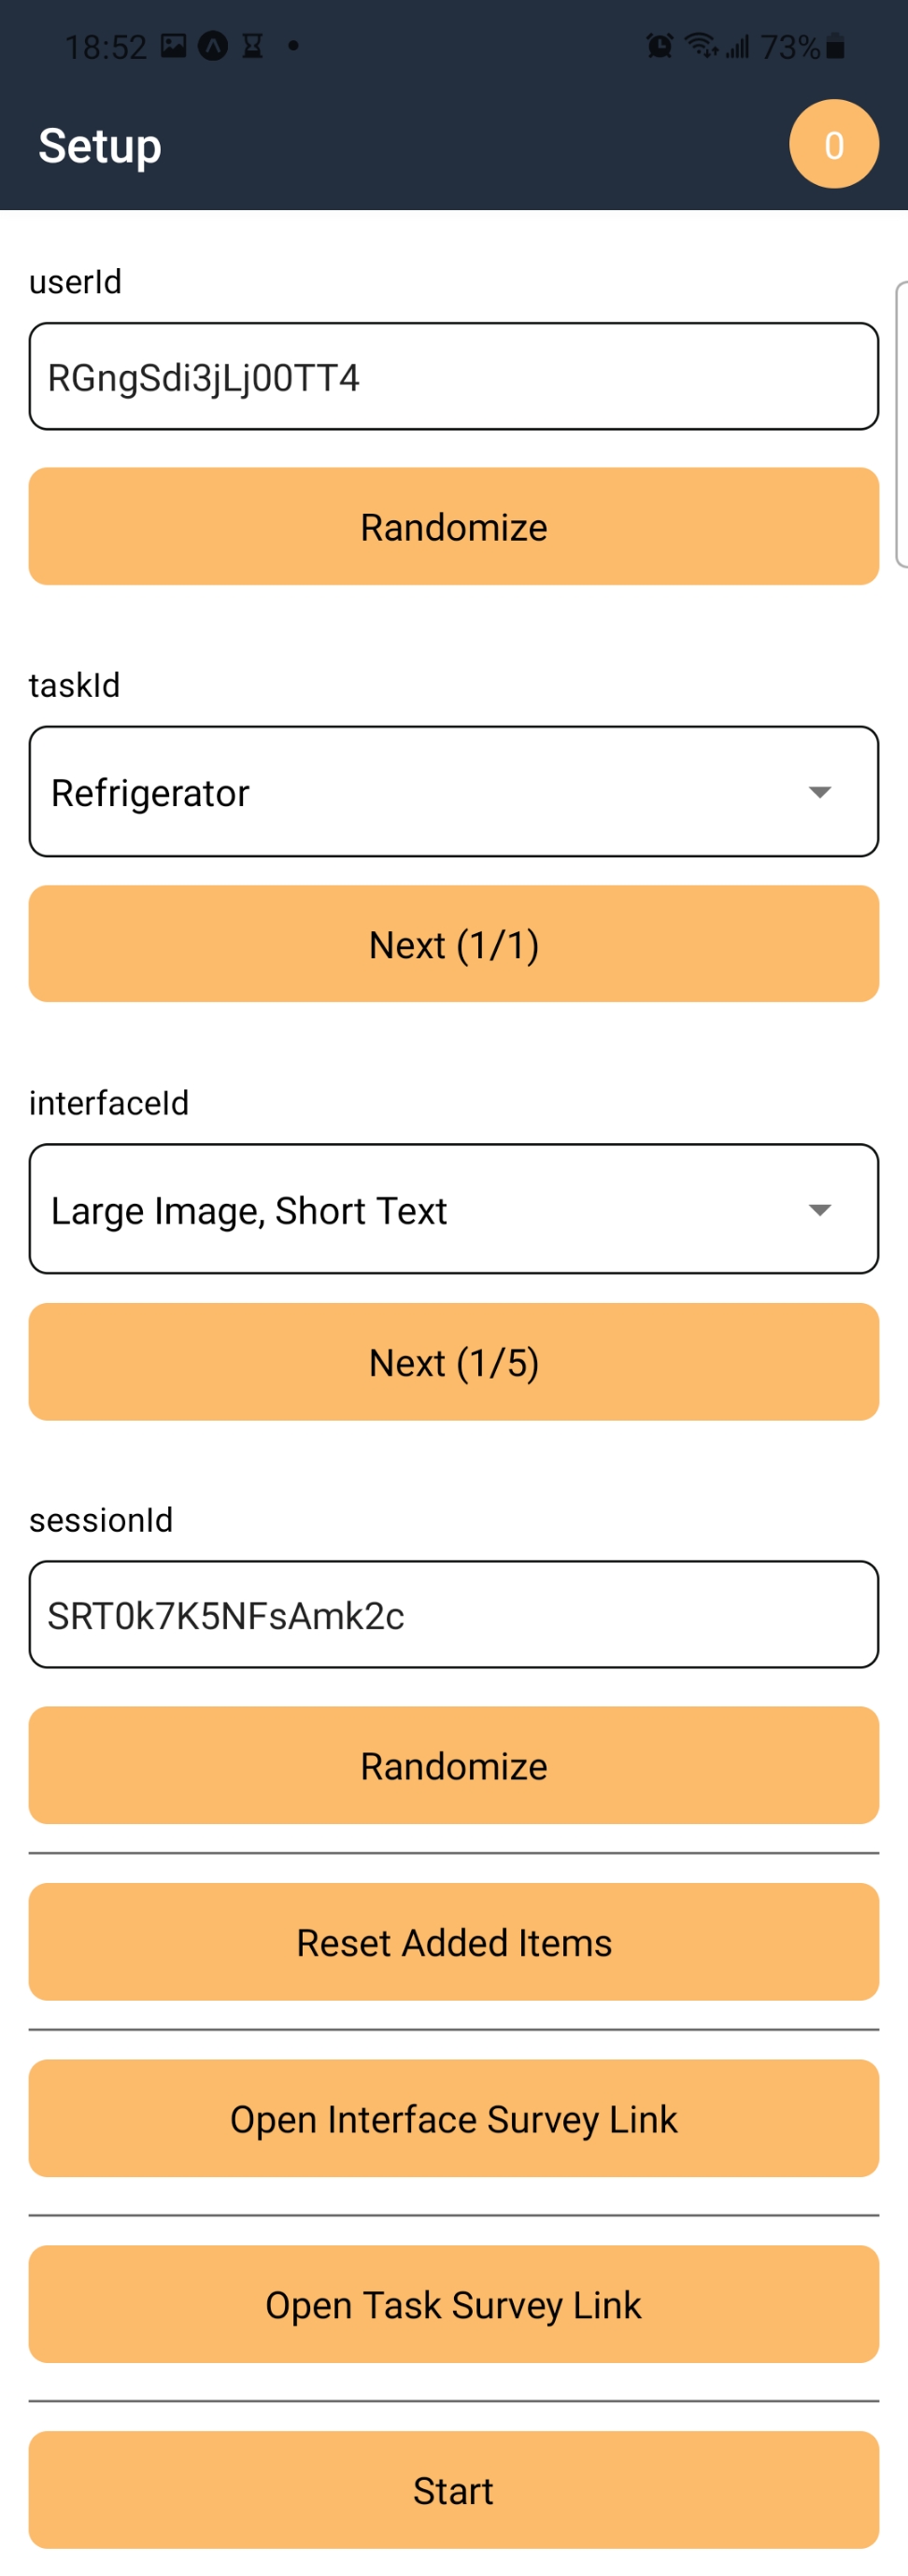 18:52 73%
Setup 0
userId
RGngSdi3jLj00TT4
Randomize
taskId
Refrigerator
Next (1/1)
interfaceId
Large Image, Short Text
Next (1/5)
sessionId
SRT0k7K5NFsAmk2c
Randomize
Reset Added Items
Open Interface Survey Link
Open Task Survey Link
Start